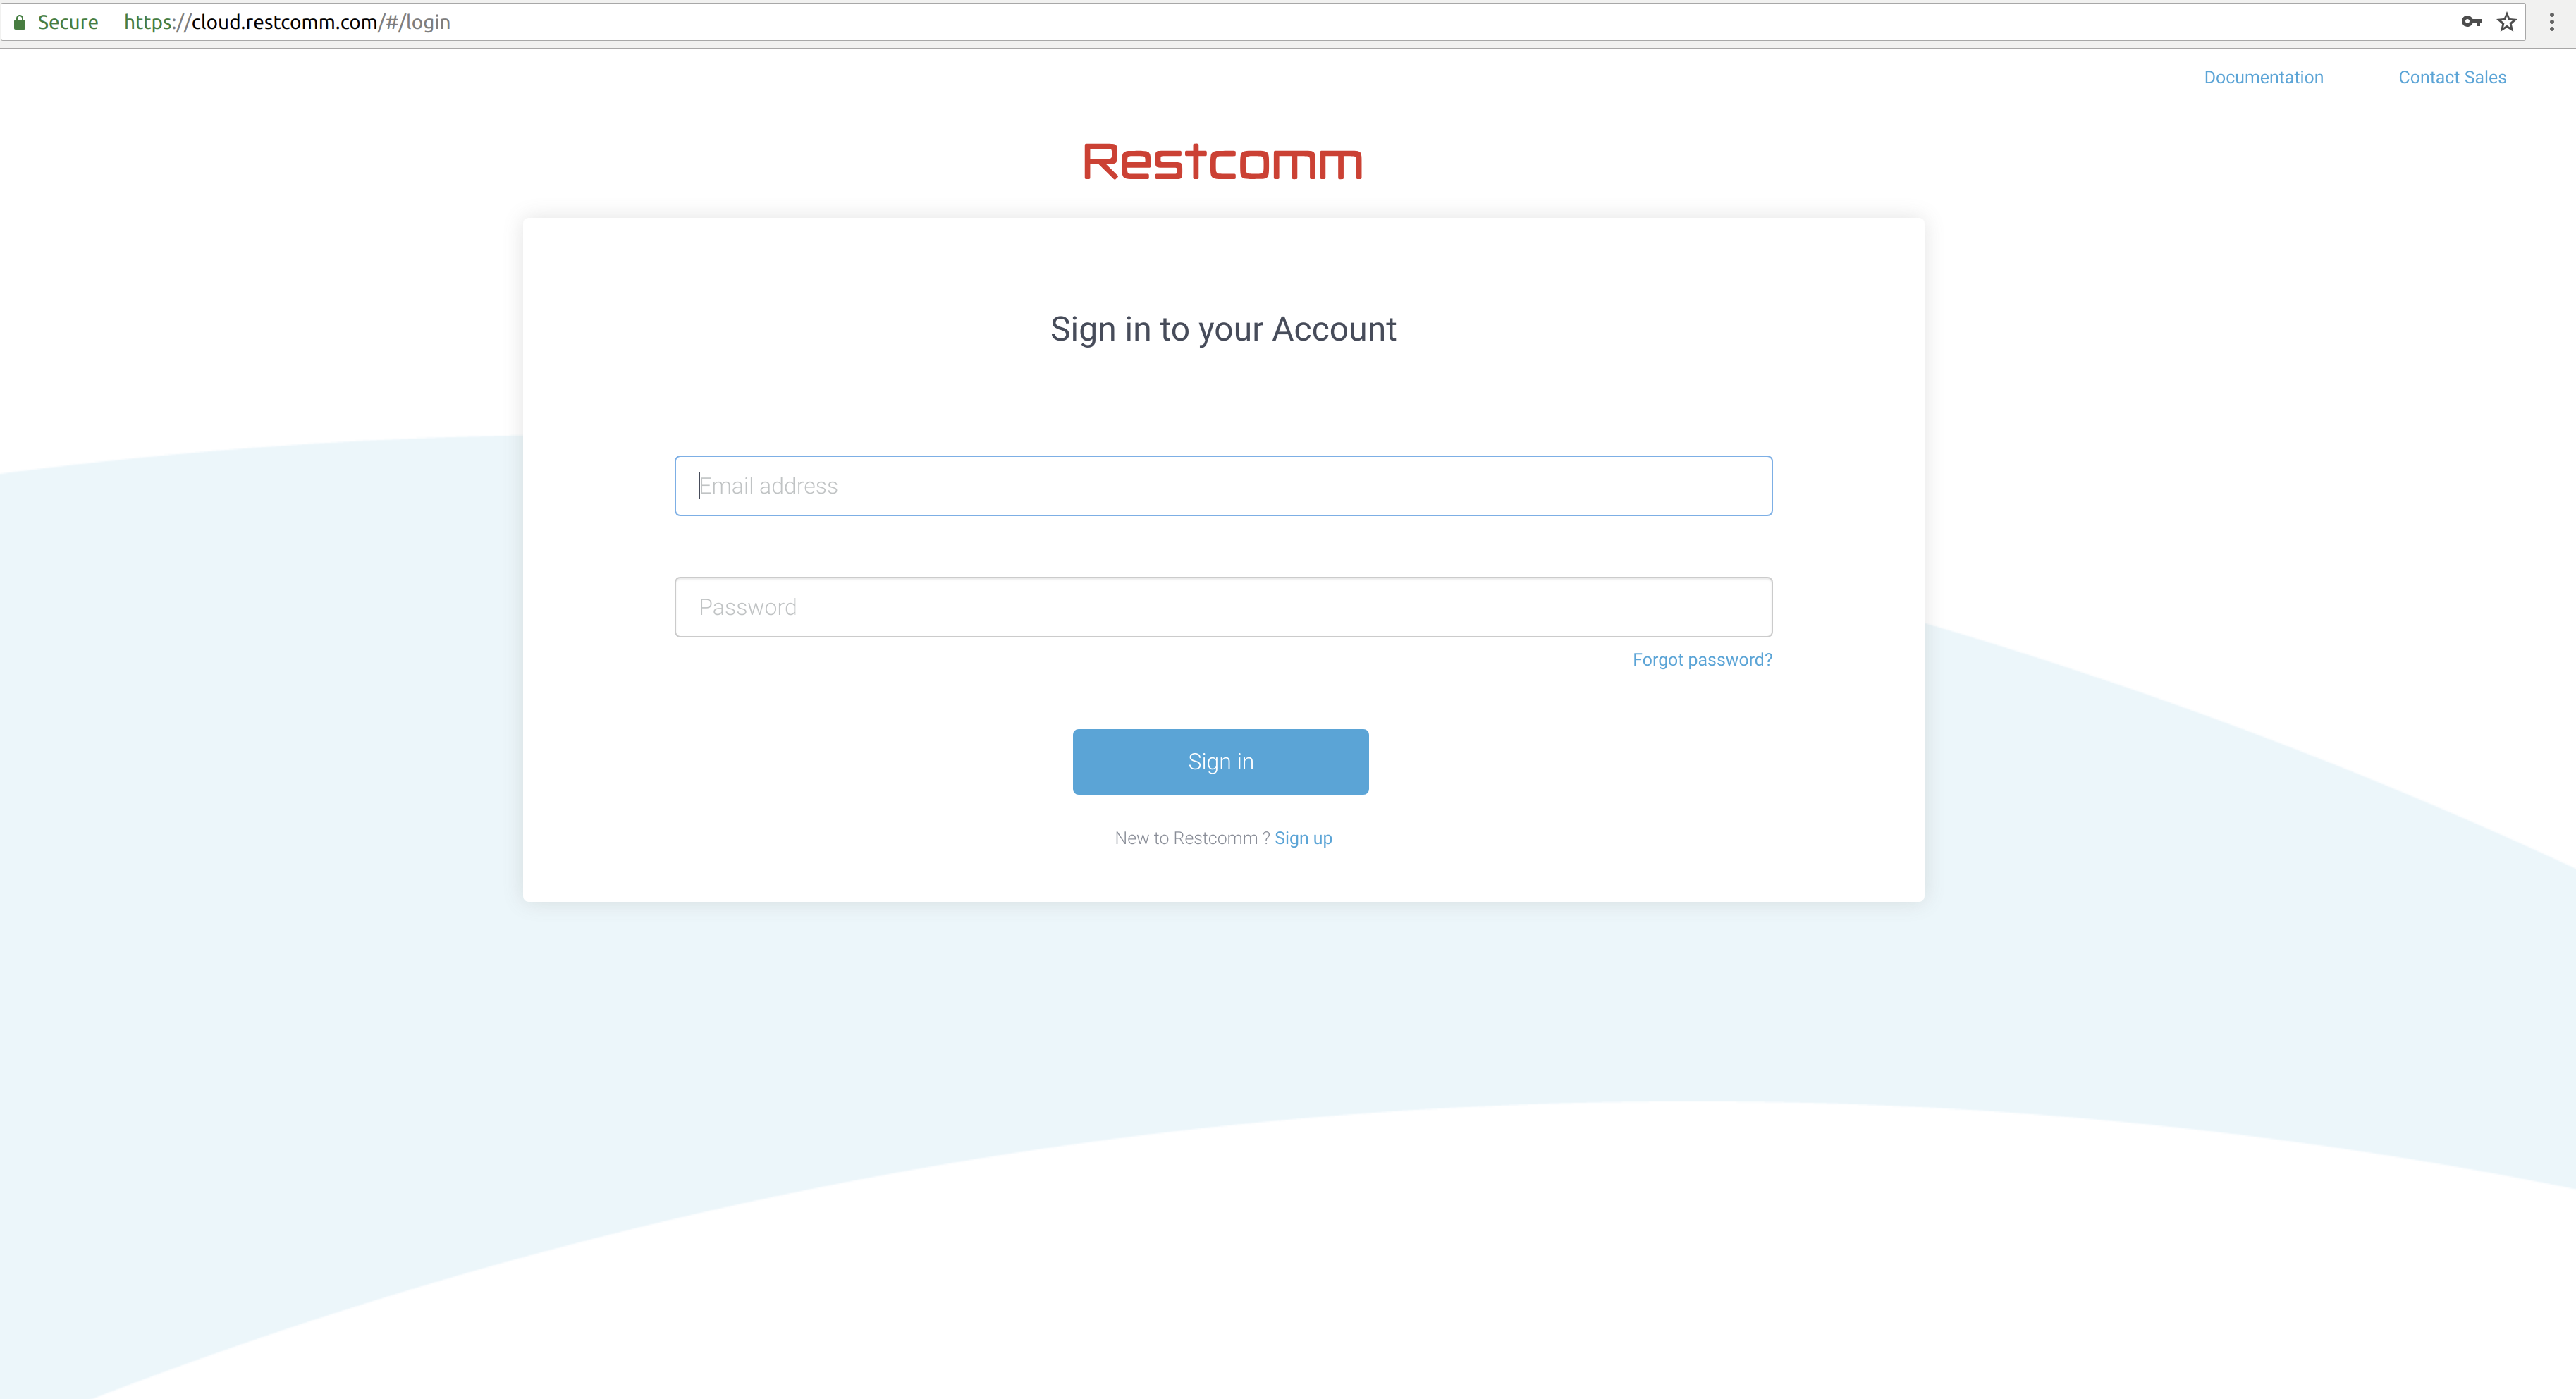 Secure https://cloud.restcomm.com/#/login
Documentation Contact Sales
Restcomm
Sign in to your Account
Email address
Password
Forgot password?
Sign in
New to Restcomm ? Sign up